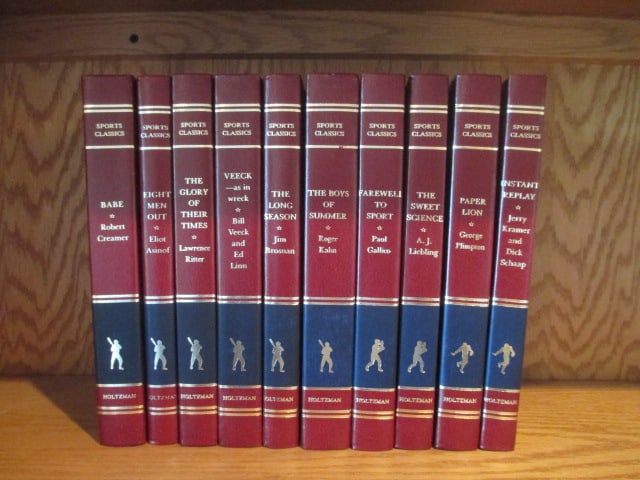 SPORTS
CLASSICS
BABE
Robert
Creamer
HOLTZMAN
SPORTS
CLASSICS
EIGHT
MEN
OUT
Eliot
Asinof
HOLTZMAN
SPORTS
CLASSICS
THE
GLORY
OF
THEIR
TIMES
Lawrence
Ritter
HOLTZMAN
SPORTS
CLASSICS
VEECK
—as in
wreck
Bill
Veeck
and
Ed
Linn
HOLTZMAN
SPORTS
CLASSICS
THE
LONG
SEASON
Jim
Brosnan
HOLTZMAN
SPORTS
CLASSICS
THE BOYS
OF
SUMMER
Roger
Kahn
HOLTZMAN
SPORTS
CLASSICS
FAREWELL
TO
SPORT
Paul
Gallico
HOLTZMAN
SPORTS
CLASSICS
THE
SWEET
SCIENCE
A. J.
Liebling
HOLTZMAN
SPORTS
CLASSICS
PAPER
LION
George
Plimpton
HOLTZMAN
SPORTS
CLASSICS
INSTANT
REPLAY
Jerry
Kramer
and
Dick
Schaap
HOLTZMAN